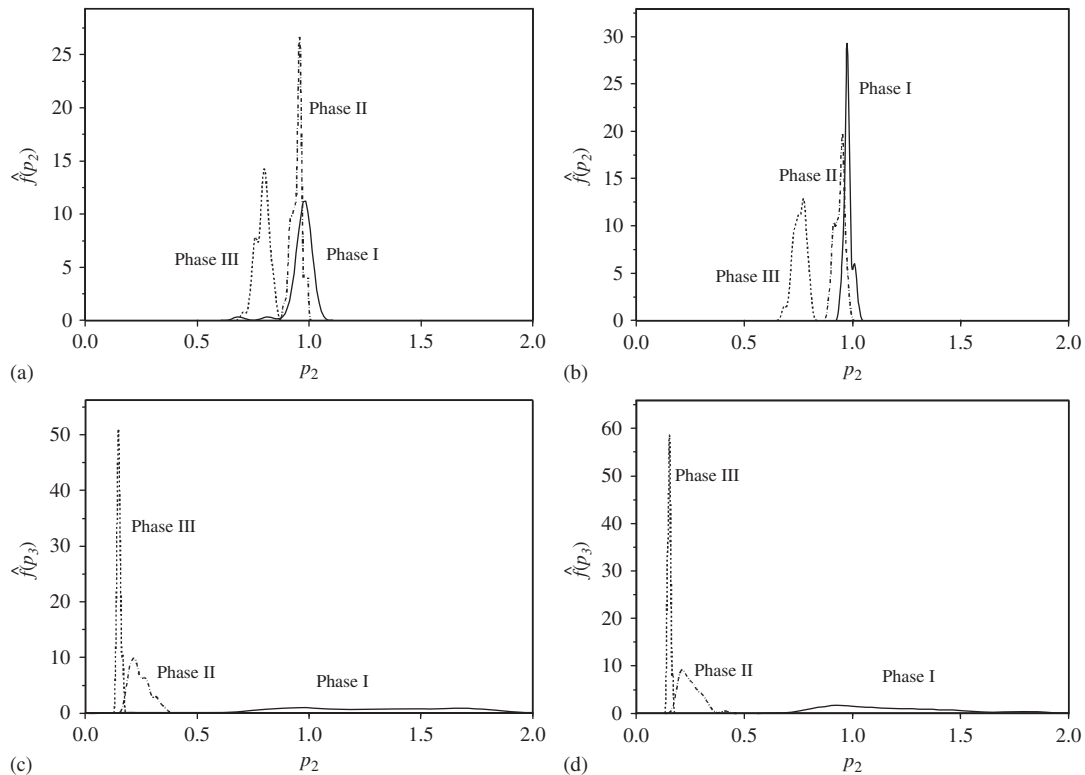 25
20
15
10
5
0
f̂(p₂)
Phase II
Phase III
Phase I
0.0 0.5 1.0 1.5 2.0
(a)
p₂
30
25
20
15
10
5
0
f̂(p₂)
Phase I
Phase II
Phase III
0.0 0.5 1.0 1.5 2.0
(b)
p₂
50
40
30
20
10
0
f̂(p₃)
Phase III
Phase II
Phase I
0.0 0.5 1.0 1.5 2.0
(c)
p₂
60
50
40
30
20
10
0
f̂(p₃)
Phase III
Phase II
Phase I
0.0 0.5 1.0 1.5 2.0
(d)
p₂